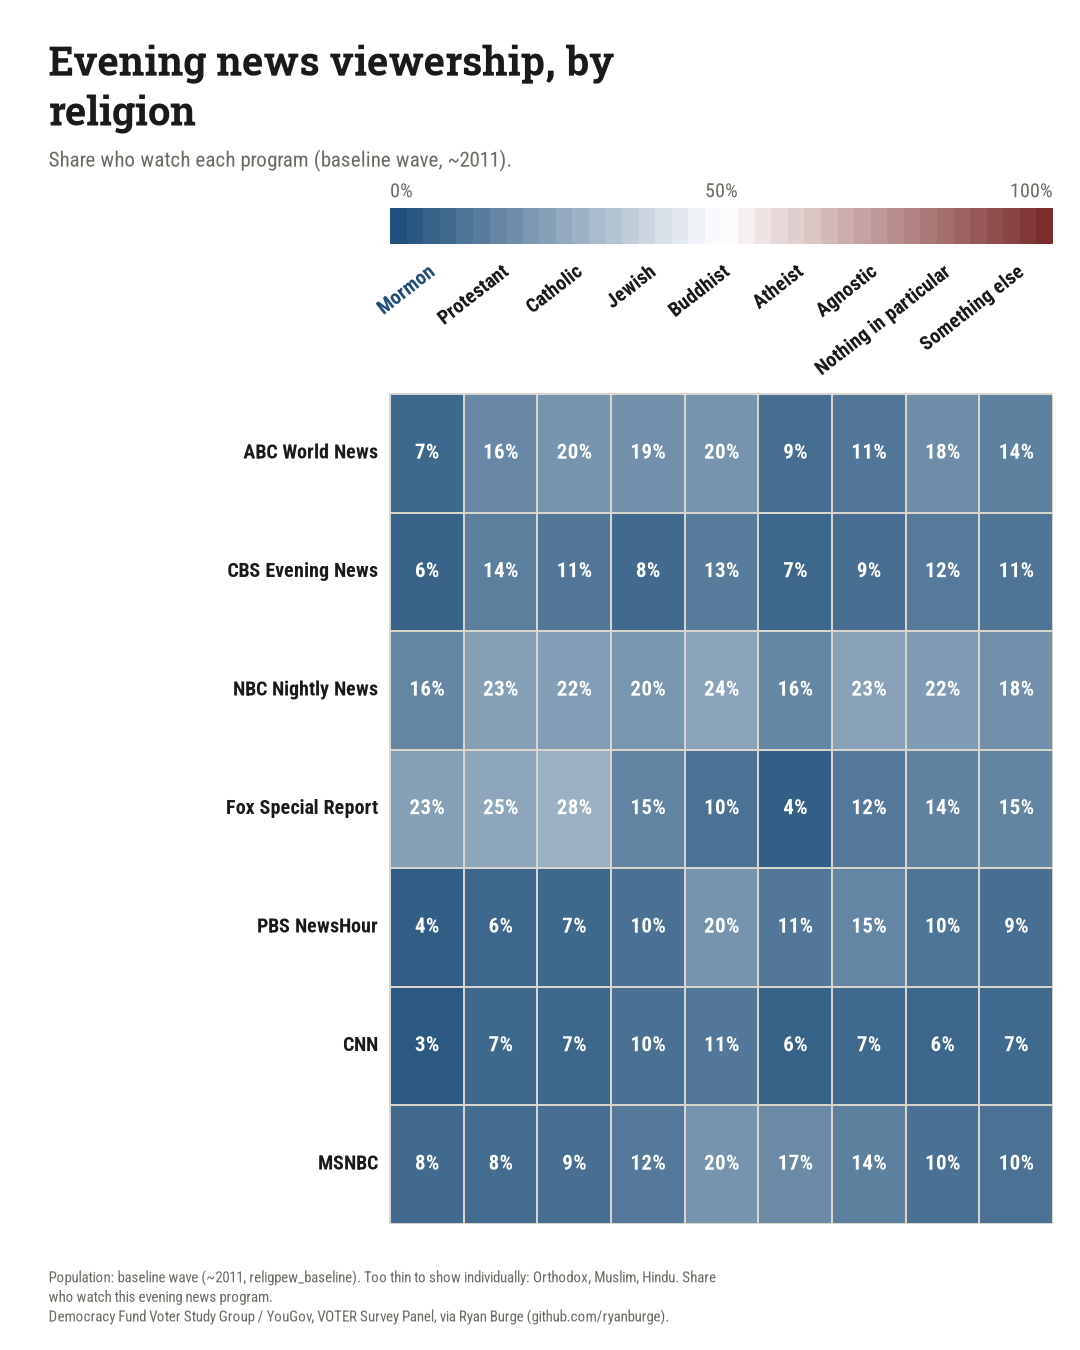 Evening news viewership, by
religion
Share who watch each program (baseline wave, ~2011).
0% 50% 100%
Mormon Protestant Catholic Jewish Buddhist Atheist Agnostic Nothing in particular Something else
ABC World News 7% 16% 20% 19% 20% 9% 11% 18% 14%
CBS Evening News 6% 14% 11% 8% 13% 7% 9% 12% 11%
NBC Nightly News 16% 23% 22% 20% 24% 16% 23% 22% 18%
Fox Special Report 23% 25% 28% 15% 10% 4% 12% 14% 15%
PBS NewsHour 4% 6% 7% 10% 20% 11% 15% 10% 9%
CNN 3% 7% 7% 10% 11% 6% 7% 6% 7%
MSNBC 8% 8% 9% 12% 20% 17% 14% 10% 10%
Population: baseline wave (~2011, religpew_baseline). Too thin to show individually: Orthodox, Muslim, Hindu. Share
who watch this evening news program.
Democracy Fund Voter Study Group / YouGov, VOTER Survey Panel, via Ryan Burge (github.com/ryanburge).